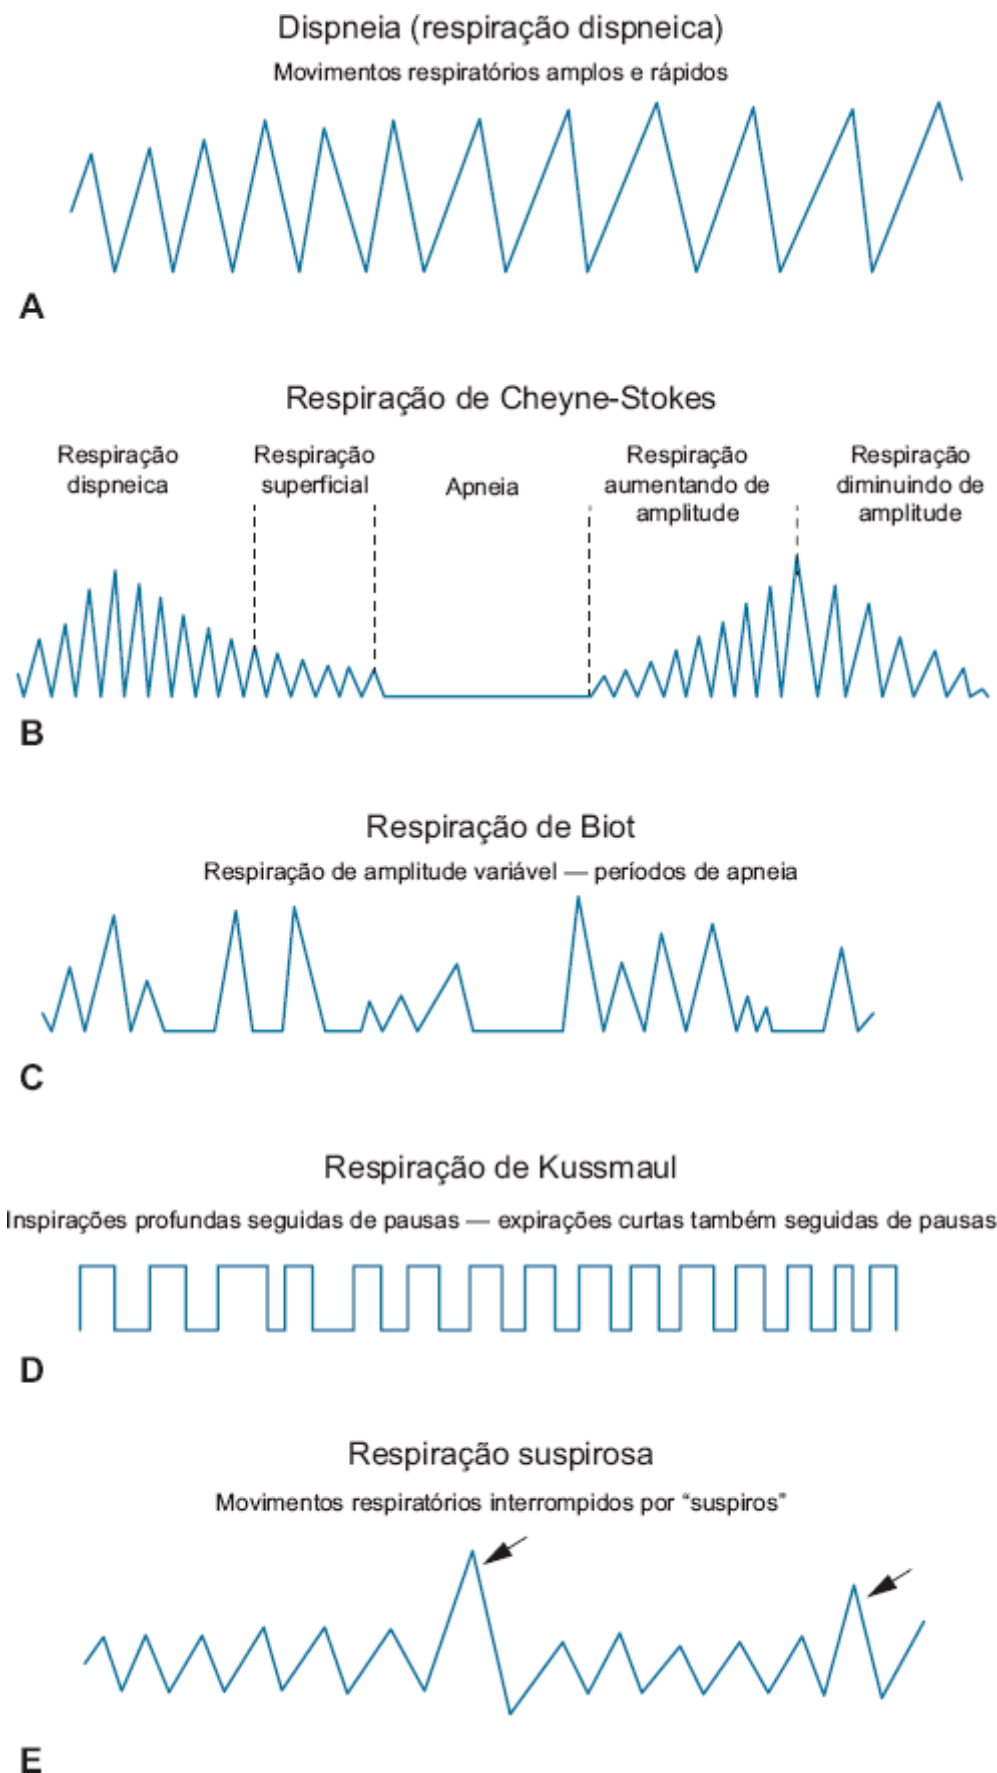 Dispneia (respiração dispneica)
Movimentos respiratórios amplos e rápidos
A
Respiração de Cheyne-Stokes
Respiração
dispneica
Respiração
superficial
Apneia
Respiração
aumentando de
amplitude
Respiração
diminuindo de
amplitude
B
Respiração de Biot
Respiração de amplitude variável — períodos de apneia
C
Respiração de Kussmaul
Inspirações profundas seguidas de pausas — expirações curtas também seguidas de pausas
D
Respiração suspirosa
Movimentos respiratórios interrompidos por “suspiros”
E